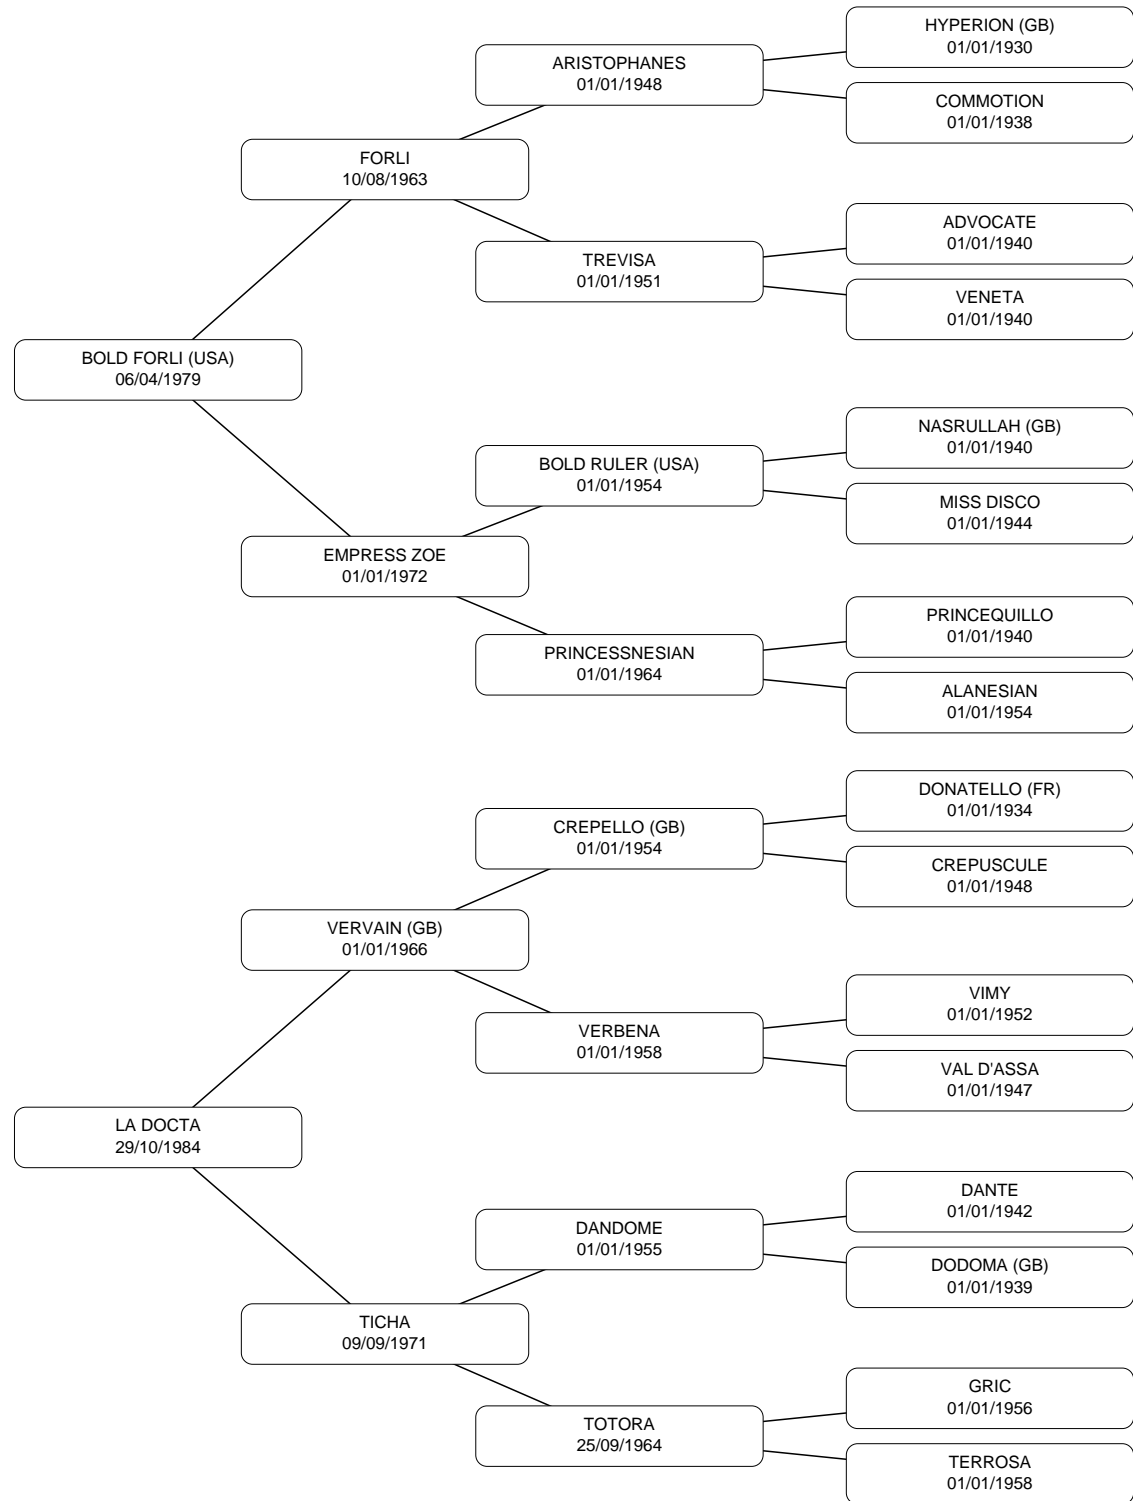 HYPERION (GB)
01/01/1930
ARISTOPHANES
01/01/1948
COMMOTION
01/01/1938
FORLI
10/08/1963
ADVOCATE
01/01/1940
TREVISA
01/01/1951
VENETA
01/01/1940
BOLD FORLI (USA)
06/04/1979
NASRULLAH (GB)
01/01/1940
BOLD RULER (USA)
01/01/1954
MISS DISCO
01/01/1944
EMPRESS ZOE
01/01/1972
PRINCEQUILLO
01/01/1940
PRINCESSNESIAN
01/01/1964
ALANESIAN
01/01/1954
DONATELLO (FR)
01/01/1934
CREPELLO (GB)
01/01/1954
CREPUSCULE
01/01/1948
VERVAIN (GB)
01/01/1966
VIMY
01/01/1952
VERBENA
01/01/1958
VAL D'ASSA
01/01/1947
LA DOCTA
29/10/1984
DANTE
01/01/1942
DANDOME
01/01/1955
DODOMA (GB)
01/01/1939
TICHA
09/09/1971
GRIC
01/01/1956
TOTORA
25/09/1964
TERROSA
01/01/1958